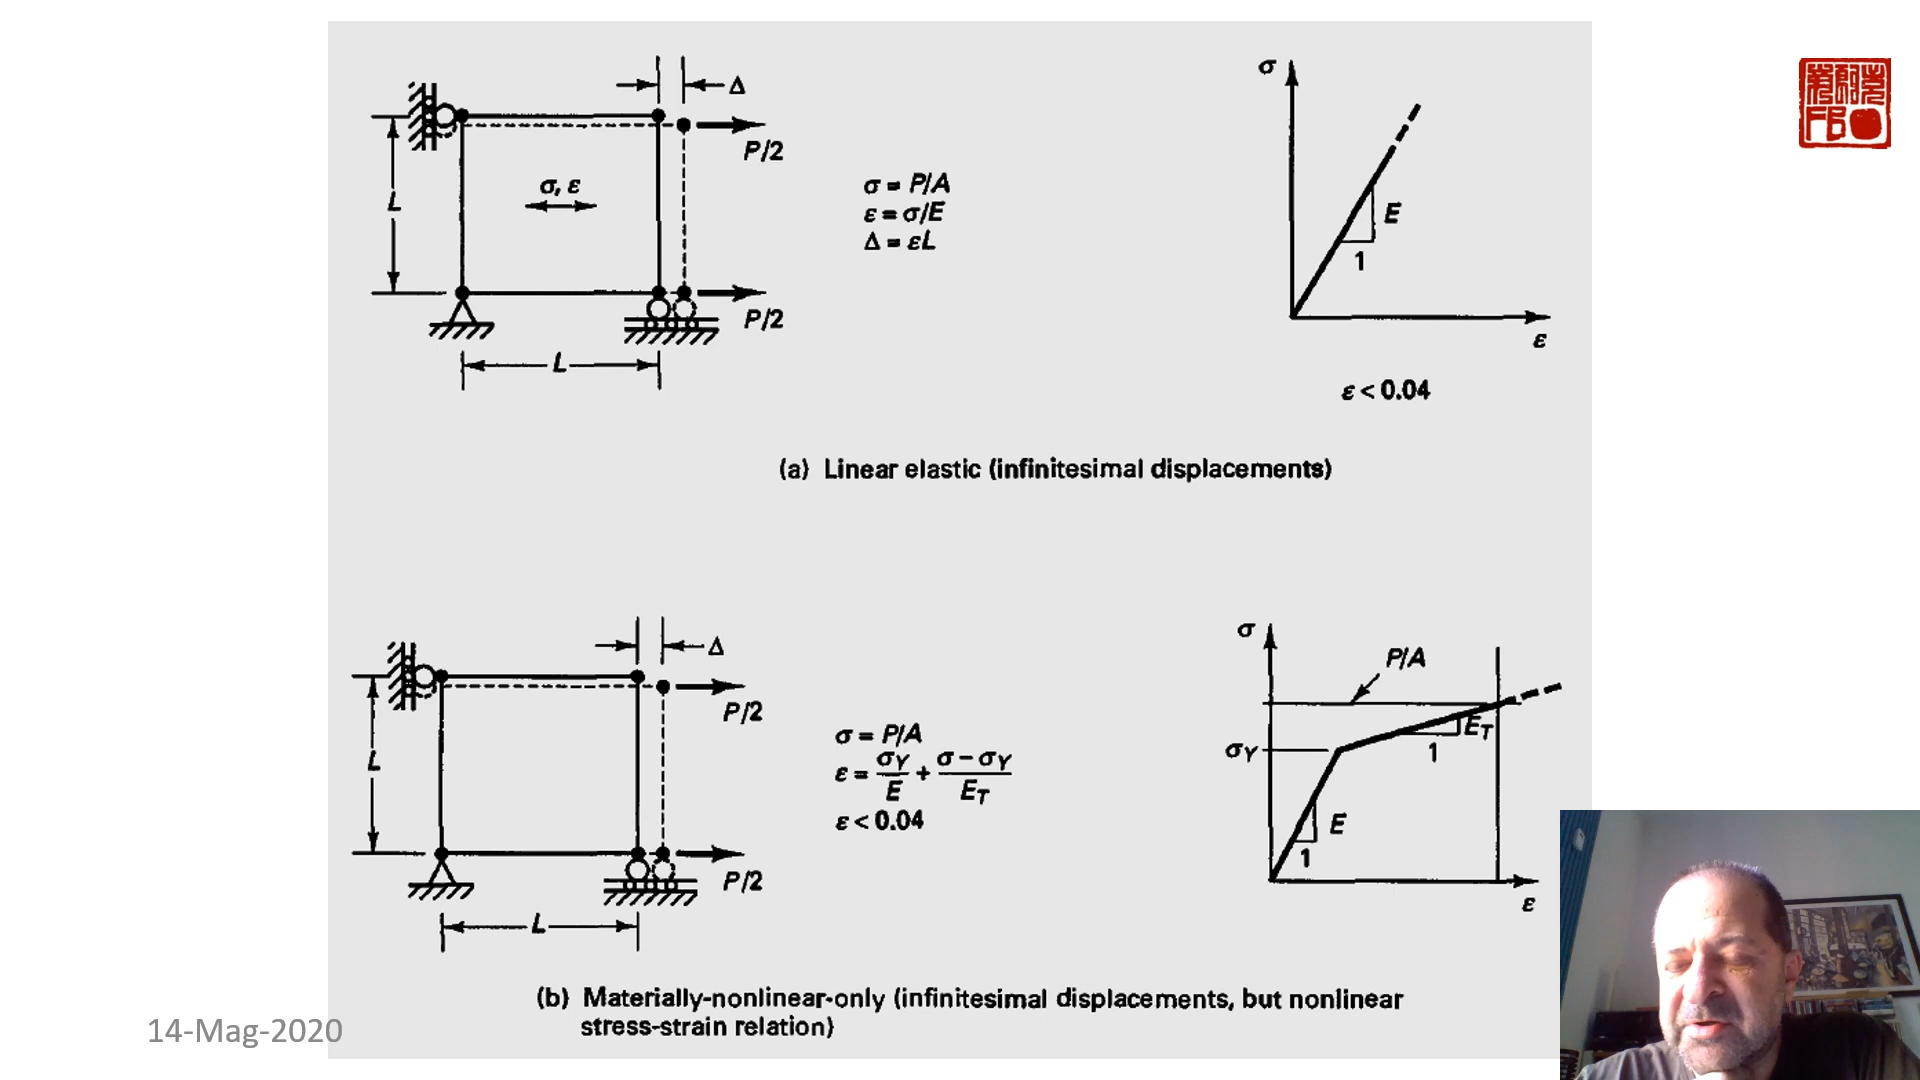 Δ
P/2
L
σ, ε
P/2
L
σ = P/A
ε = σ/E
Δ = εL
σ
E
1
ε
ε < 0.04
(a) Linear elastic (infinitesimal displacements)
Δ
P/2
L
P/2
L
σ = P/A
ε = σY/E + (σ − σY)/ET
ε < 0.04
σ
P/A
σY
ET
1
E
1
ε
(b) Materially-nonlinear-only (infinitesimal displacements, but nonlinear
stress-strain relation)
14-Mag-2020